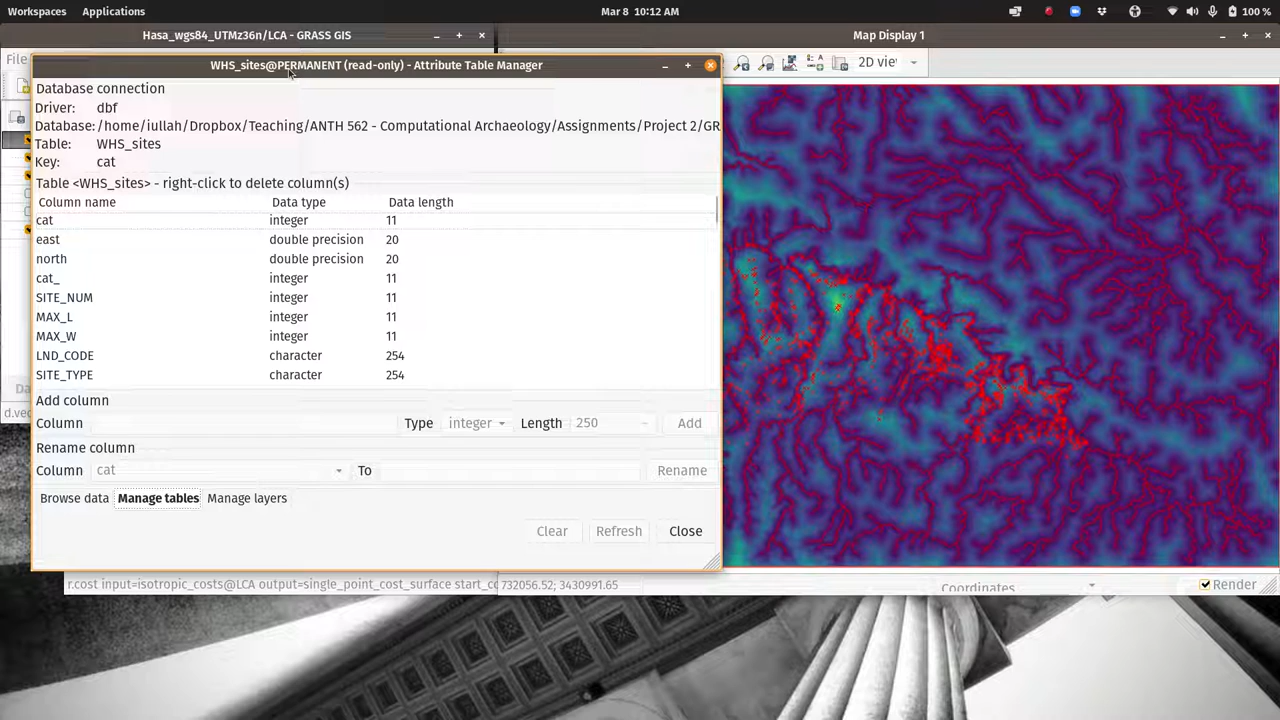 Workspaces Applications Mar 8 10:12 AM 100 %
Hasa_wgs84_UTMz36n/LCA - GRASS GIS
Map Display 1
File
WHS_sites@PERMANENT (read-only) - Attribute Table Manager
2D view
Database connection
Driver: dbf
Database: /home/iullah/Dropbox/Teaching/ANTH 562 - Computational Archaeology/Assignments/Project 2/GR
Table: WHS_sites
Key: cat
Table <WHS_sites> - right-click to delete column(s)
Column name Data type Data length
cat integer 11
east double precision 20
north double precision 20
cat_ integer 11
SITE_NUM integer 11
MAX_L integer 11
MAX_W integer 11
LND_CODE character 254
SITE_TYPE character 254
Da
Add column
d.vec
Column Type integer Length 250 Add
Rename column
Column cat To Rename
Browse data Manage tables Manage layers
Clear Refresh Close
r.cost input=isotropic_costs@LCA output=single_point_cost_surface start_co
732056.52; 3430991.65
Coordinates
Render